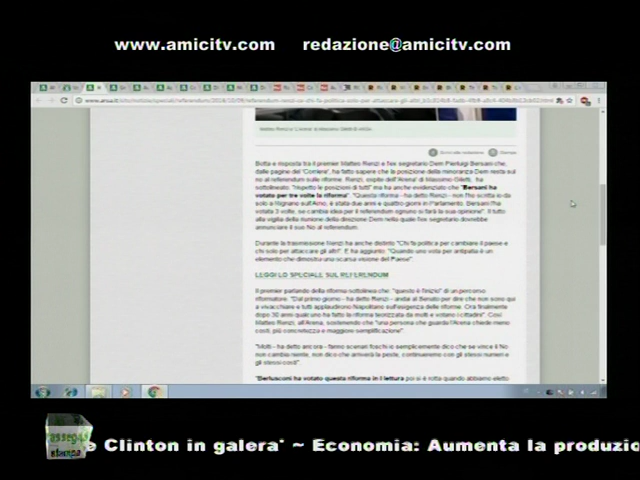 www.amicitv.com redazione@amicitv.com
Botta e risposta tra il premier Matteo Renzi e l'ex segretario Dem Pierluigi Bersani che,
dalle pagine del 'Corriere', ha fatto sapere che la posizione della minoranza Dem resta sul
no al referendum sulle riforme. Renzi, ospite dell'Arena di Massimo Giletti, ha
sottolineato: "rispetto le posizioni di tutti" ma ha anche evidenziato che "Bersani ha
votato per tre volte la riforma". "Questa riforma - ha detto Renzi - non l'ho scritta io da
solo a Rignano sull'Arno, è stata due anni e quattro giorni in Parlamento. Bersani l'ha
votata 3 volte, se cambia idea per il referendum ognuno si farà la sua opinione". Il tutto
alla vigilia della riunione della direzione Dem nella quale l'ex segretario dovrebbe
annunciare il suo No al referendum.
Durante la trasmissione Renzi ha anche distinto "Chi fa politica per cambiare il paese e
chi solo per attaccare gli altri". E ha aggiunto: "Quando uno vota per antipatia è un
elemento che dimostra una scarsa visione del Paese".
LEGGI LO SPECIALE SUL REFERENDUM
Il premier parlando della riforma sottolinea che: "questo è l'inizio" di un percorso
riformatore. "Dal primo giorno - ha detto Renzi - andai al Senato per dire che non sono qui
a vivacchiare e tutti applaudirono Napolitano sull'esigenza delle riforme. Ora finalmente
dopo 30 anni qualcuno ha fatto la riforma teorizzata da molti e votano i cittadini". Così
Matteo Renzi, all'Arena, sostenendo che "una persona che guarda l'Arena chiede meno
costi, più concretezza e maggiore semplificazione".
"Molti - ha detto ancora - fanno scenari foschi io semplicemente dico che se vince il No
non cambia niente, non dico che arriverà la peste, continueremo con gli stessi numeri e
gli stessi costi".
"Berlusconi ha votato questa riforma in I lettura poi si è rotta quando abbiamo eletto
e Clinton in galera" ~ Economia: Aumenta la produzio